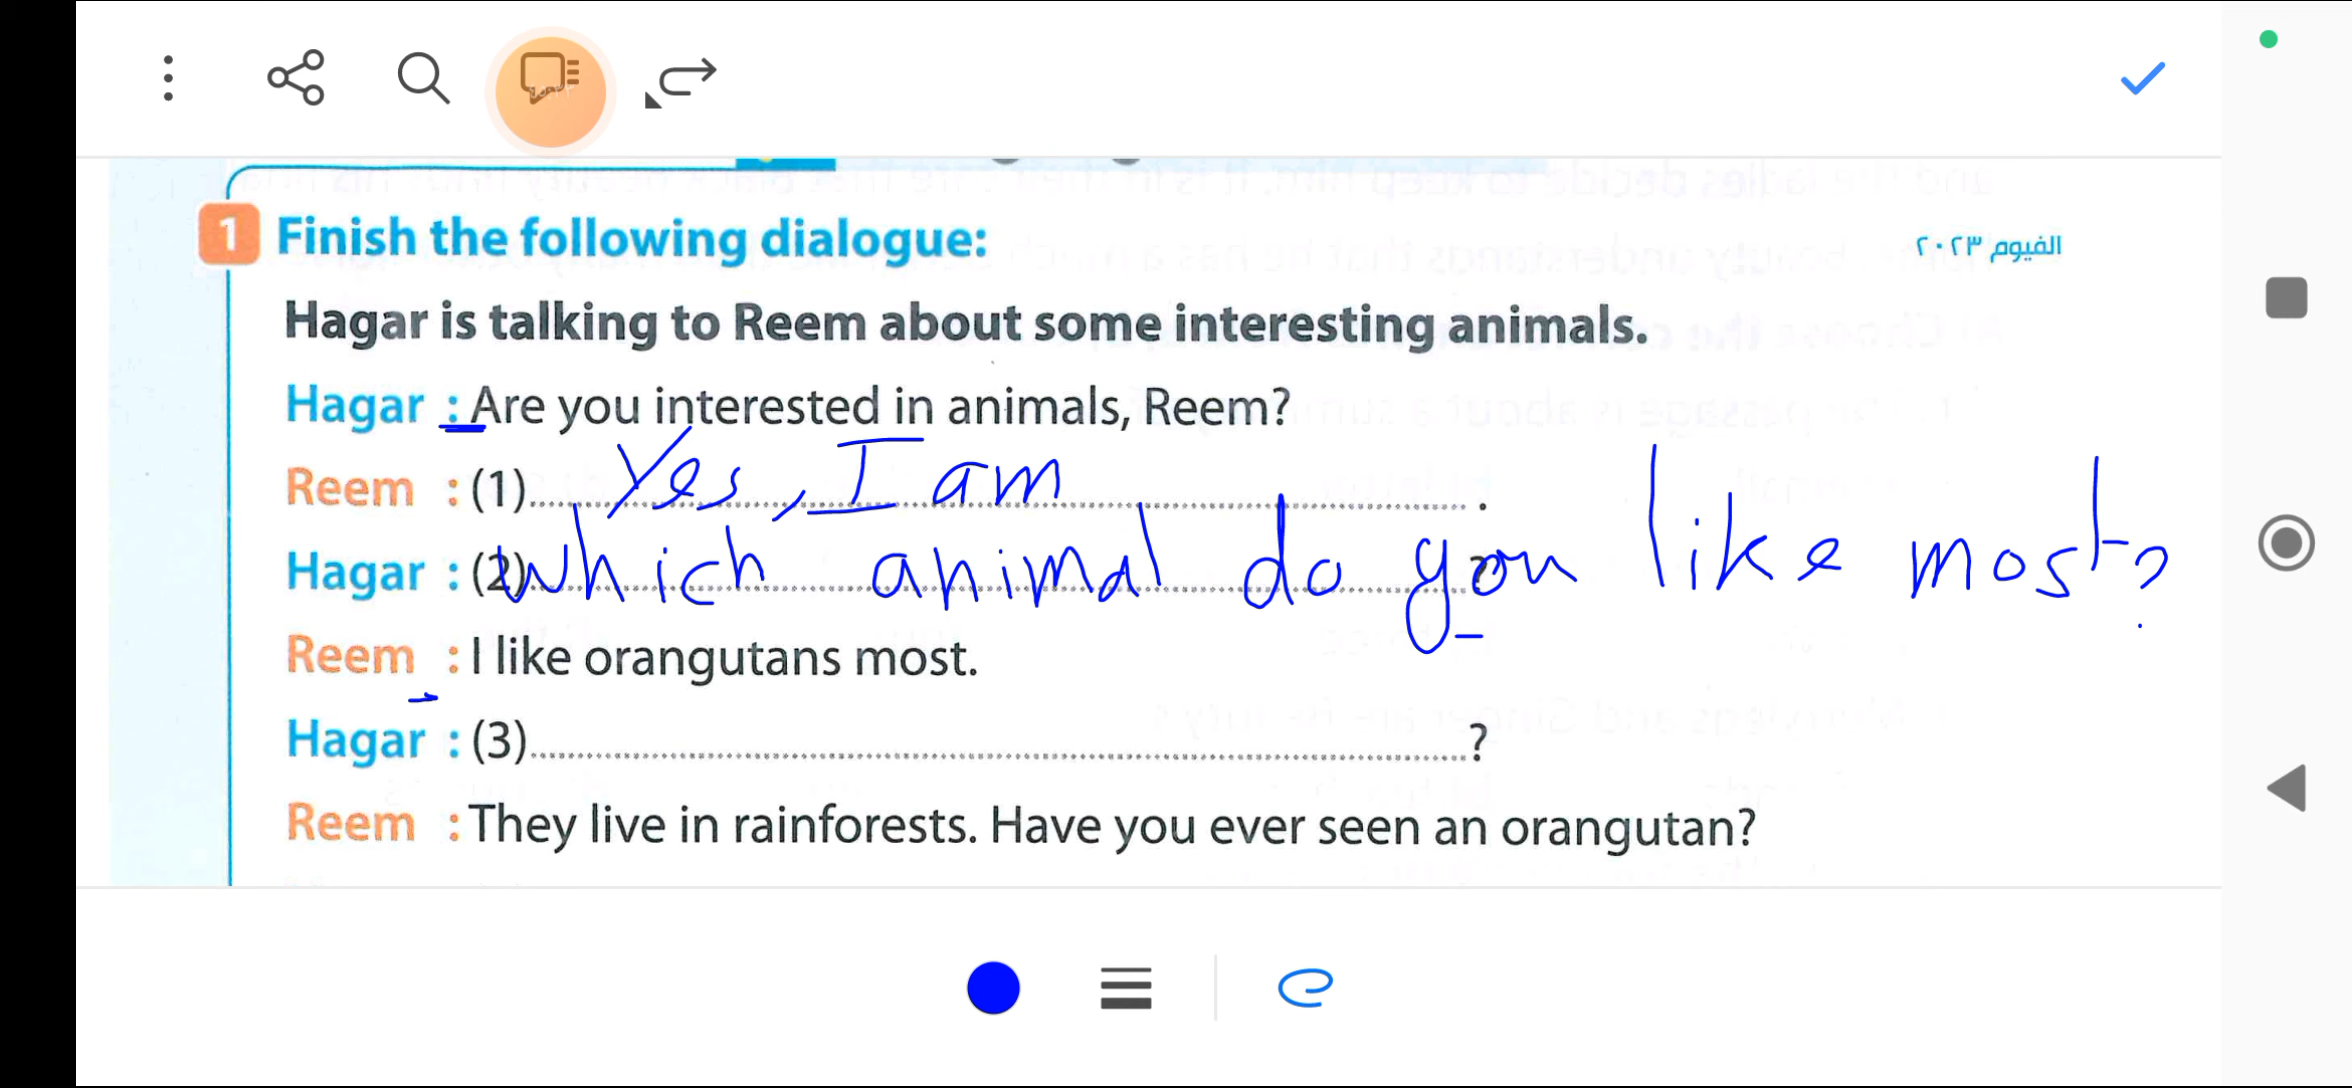 1 Finish the following dialogue:
الفيوم ٢٠٢٣
Hagar is talking to Reem about some interesting animals.
Hagar : Are you interested in animals, Reem?
Reem : (1) Yes, I am .
Hagar : (2) Which animal do you like most? ?
Reem : I like orangutans most.
Hagar : (3) ?
Reem : They live in rainforests. Have you ever seen an orangutan?